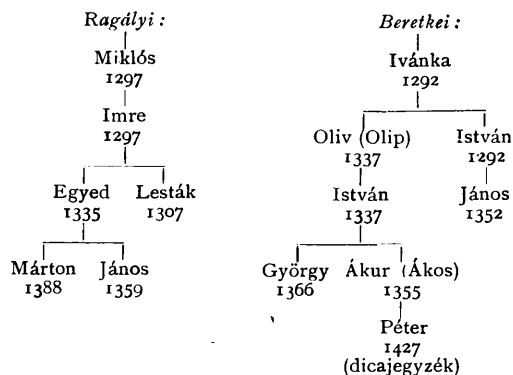 Ragályi :
Miklós
1297
Imre
1297
Egyed Lesták
1335 1307
Márton János
1388 1359
Beretkei :
Ivánka
1292
Oliv (Olip) István
1337 1292
István János
1337 1352
György Ákur (Ákos)
1366 1355
Péter
1427
(dicajegyzék)